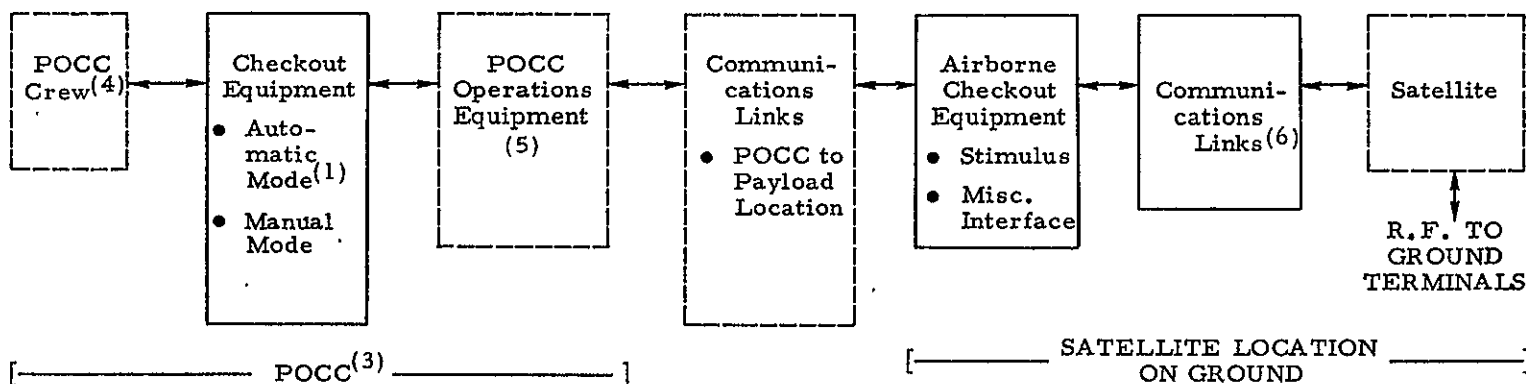 POCC
Crew(4)
Checkout
Equipment
● Auto-
matic
Mode(1)
● Manual
Mode
POCC
Operations
Equipment
(5)
Communi-
cations
Links
● POCC to
Payload
Location
Airborne
Checkout
Equipment
● Stimulus
● Misc.
Interface
Communi-
cations
Links(6)
Satellite
R.F. TO
GROUND
TERMINALS
POCC(3)
SATELLITE LOCATION
ON GROUND